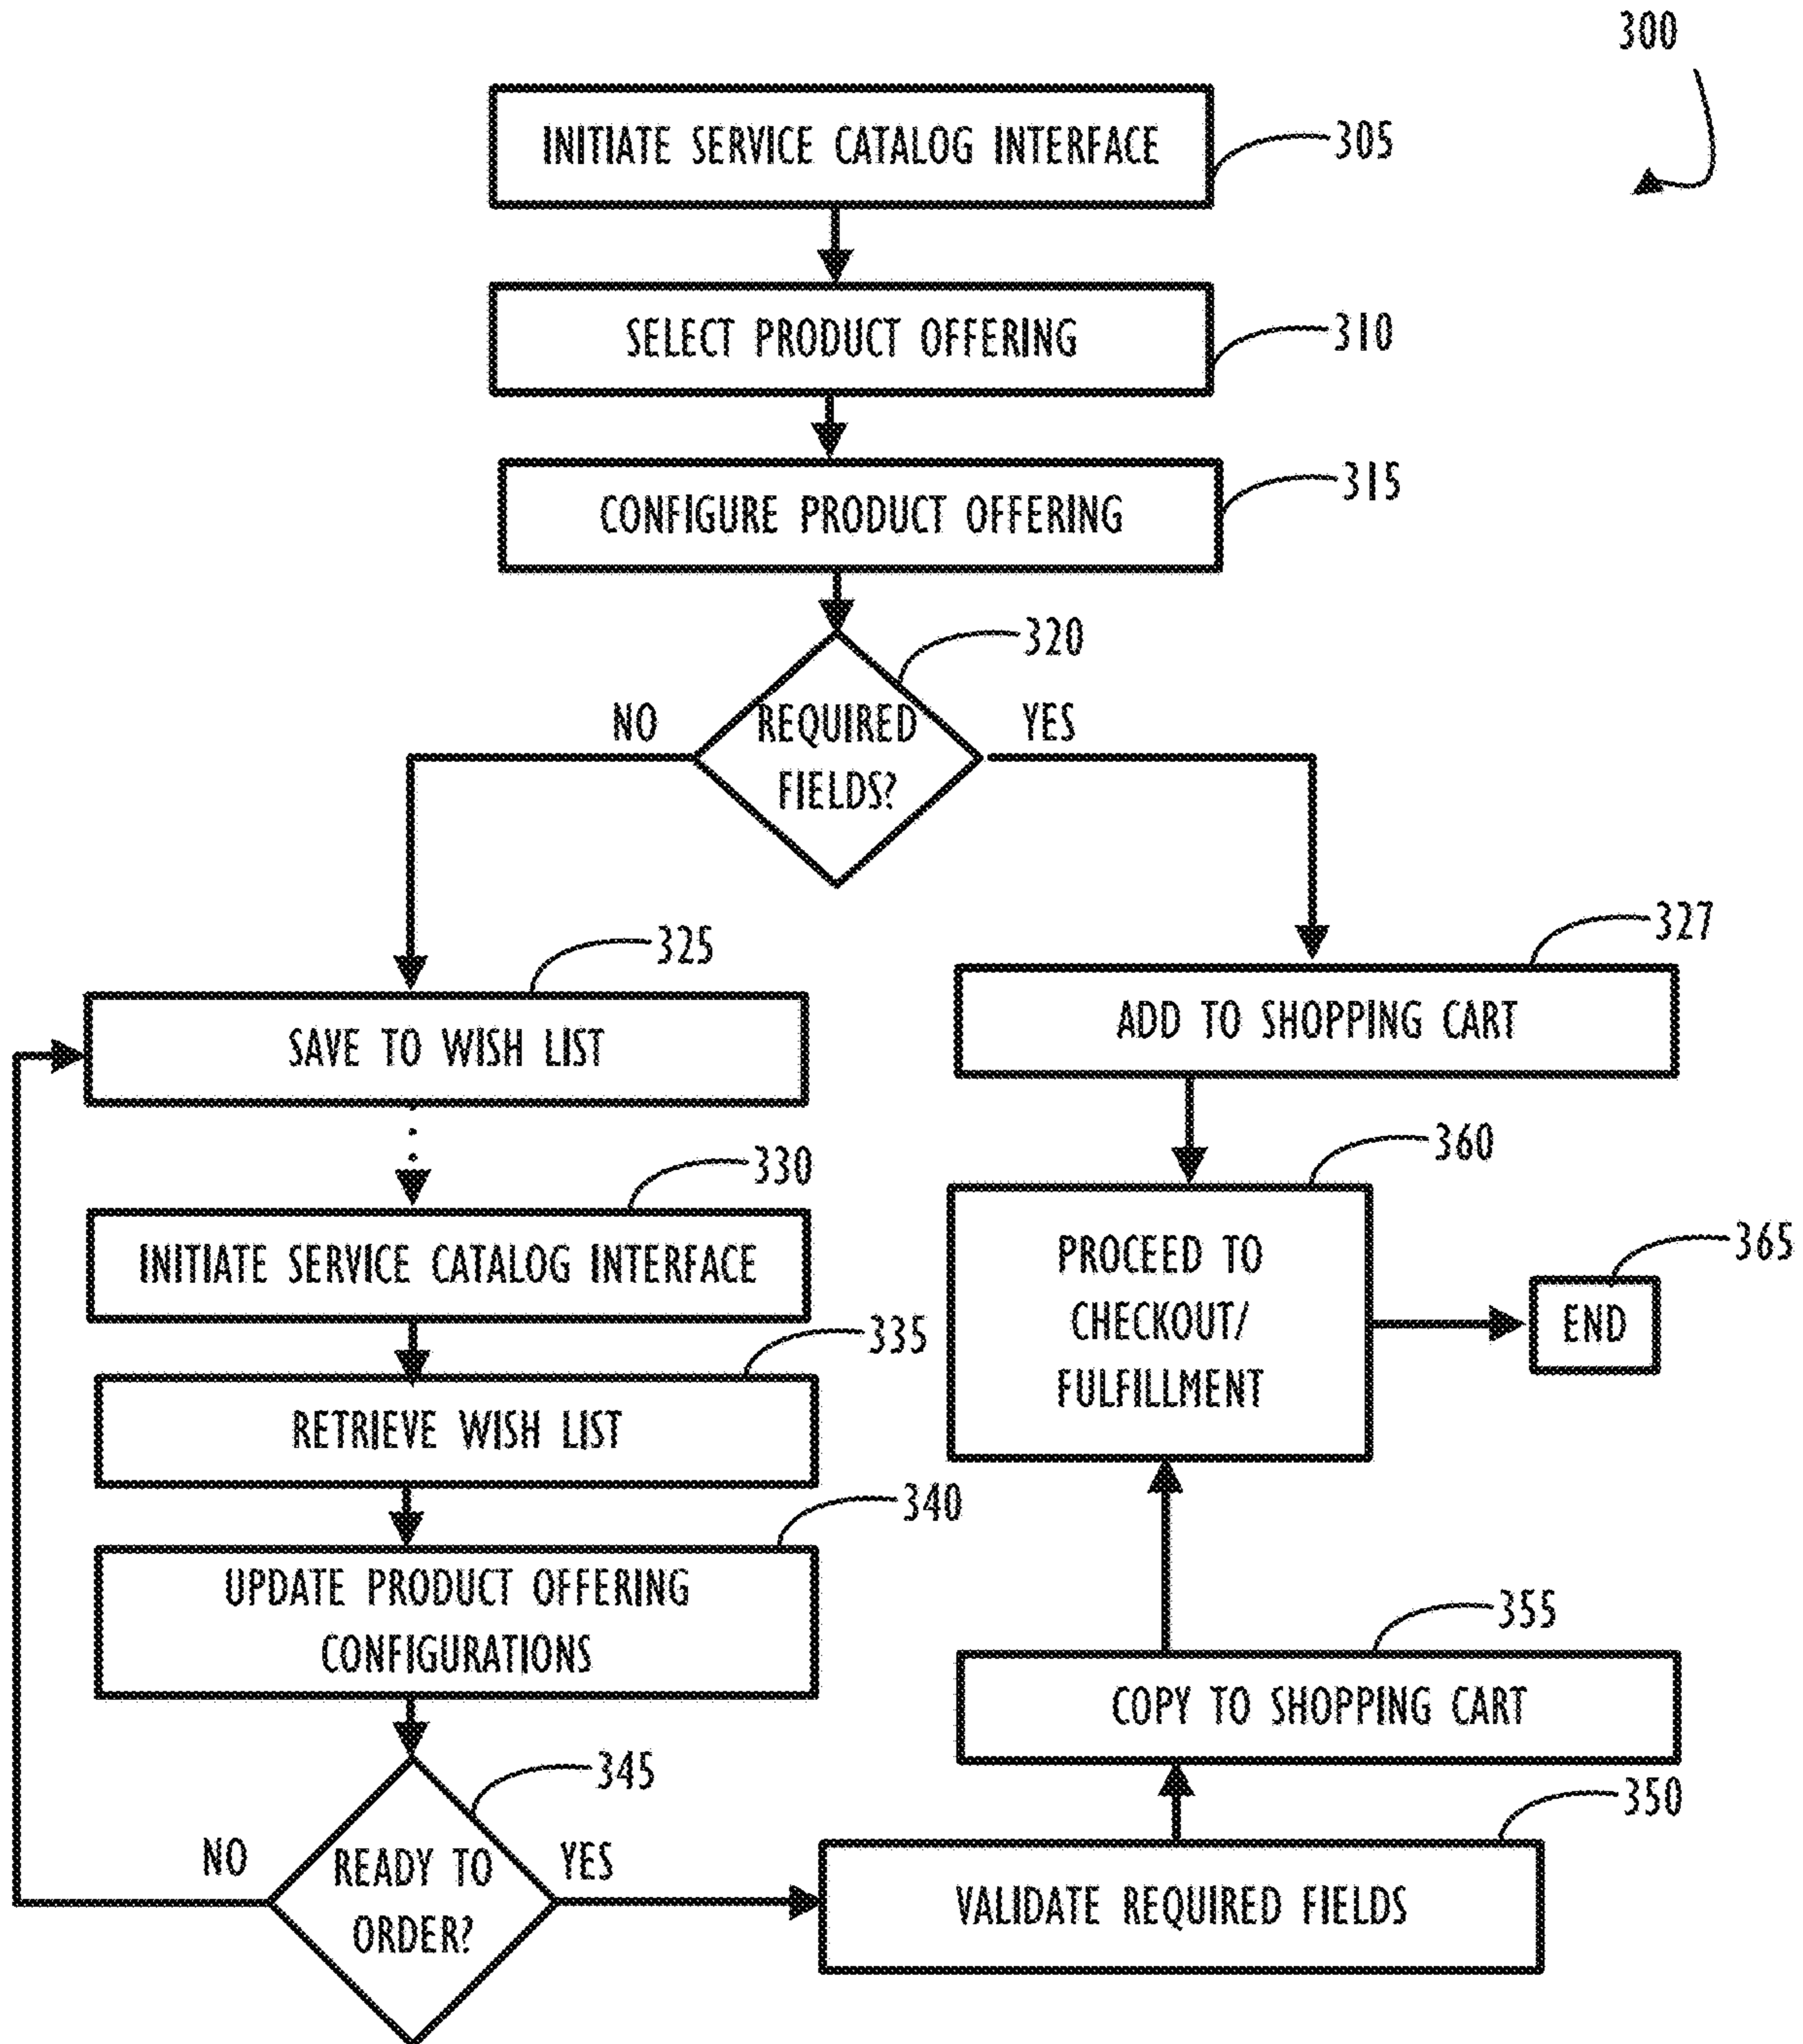 300
INITIATE SERVICE CATALOG INTERFACE
305
SELECT PRODUCT OFFERING
310
CONFIGURE PRODUCT OFFERING
315
320
NO
REQUIRED
FIELDS?
YES
325
SAVE TO WISH LIST
327
ADD TO SHOPPING CART
330
INITIATE SERVICE CATALOG INTERFACE
335
RETRIEVE WISH LIST
340
UPDATE PRODUCT OFFERING
CONFIGURATIONS
345
NO
READY TO
ORDER?
YES
350
VALIDATE REQUIRED FIELDS
355
COPY TO SHOPPING CART
360
PROCEED TO
CHECKOUT/
FULFILLMENT
365
END